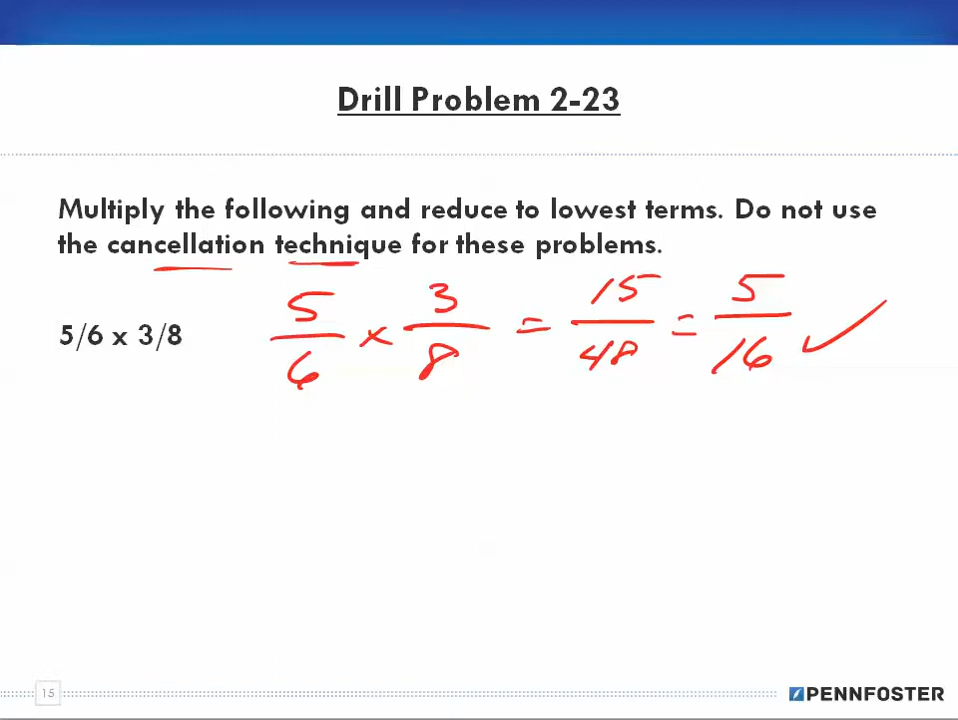 Drill Problem 2-23
Multiply the following and reduce to lowest terms. Do not use
the cancellation technique for these problems.
5/6 x 3/8
5/6 × 3/8 = 15/48 = 5/16 ✓
15
PENNFOSTER